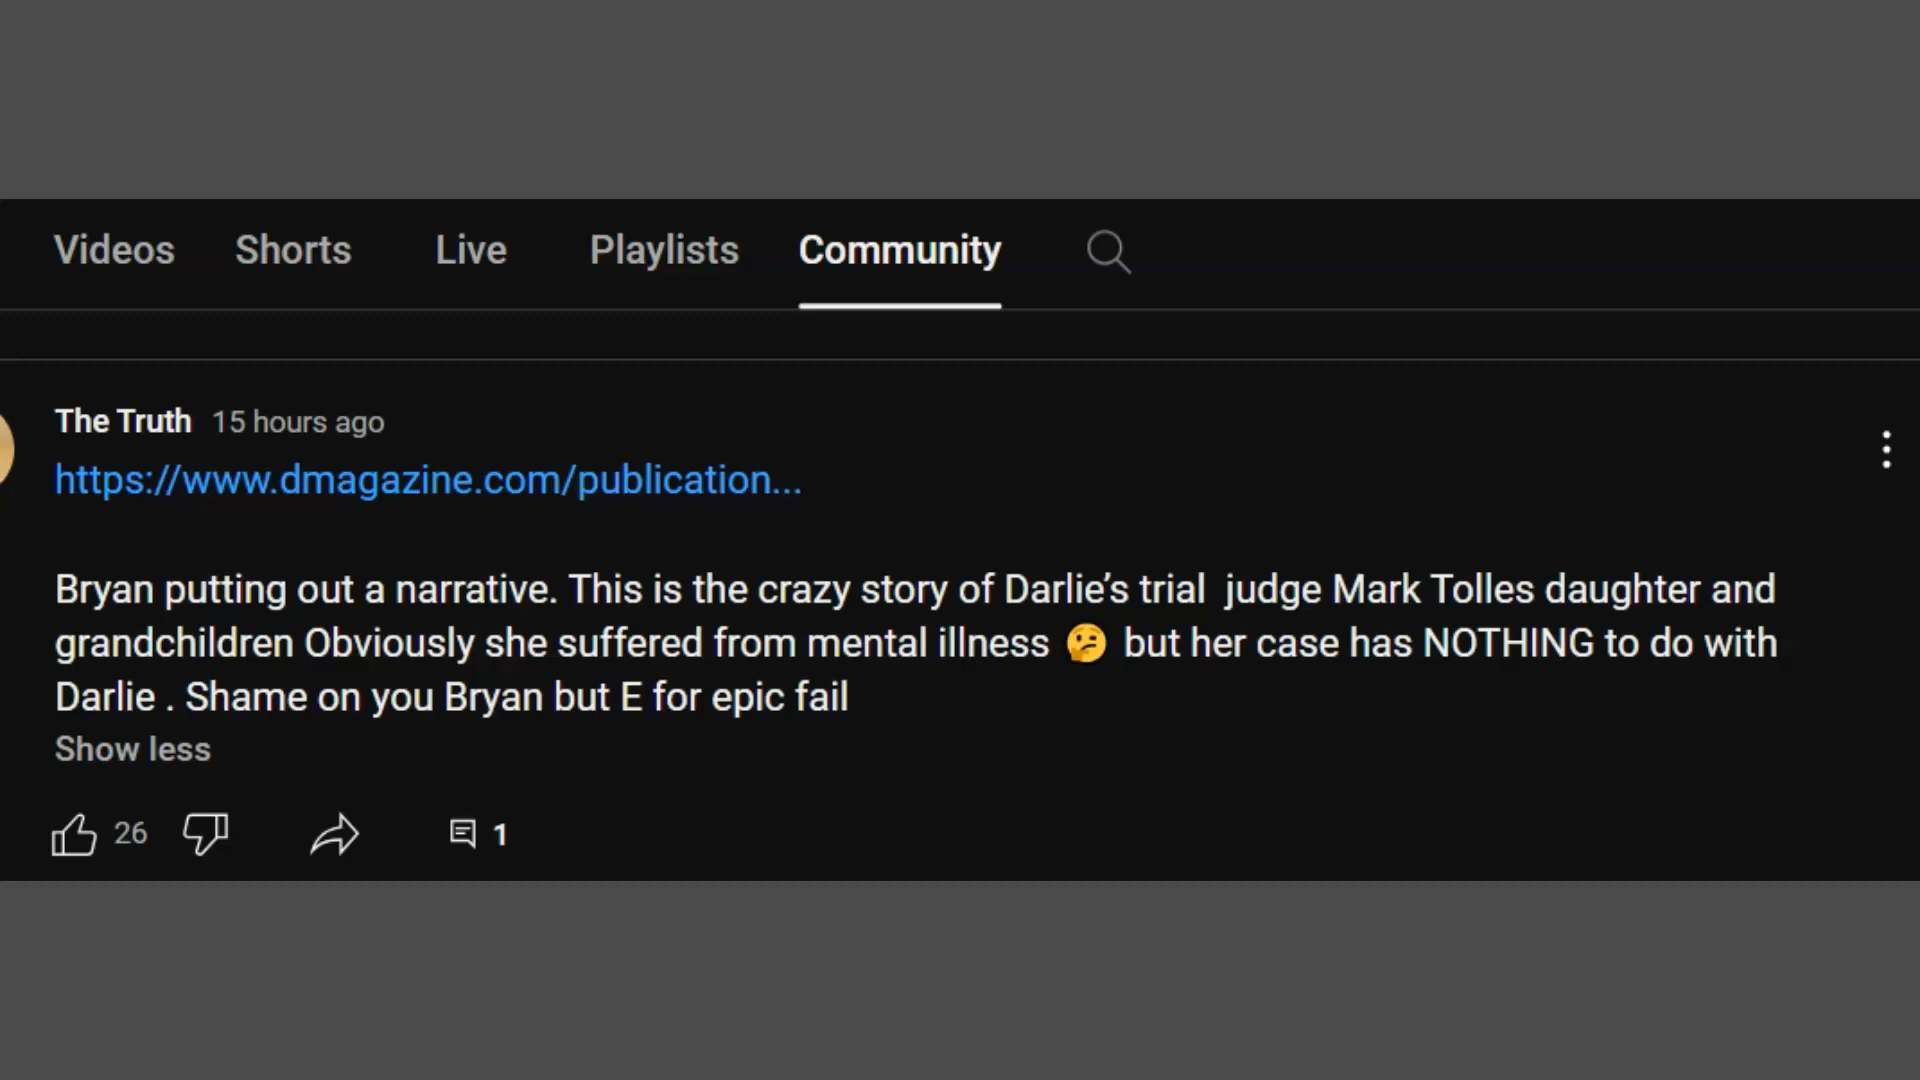 Videos Shorts Live Playlists Community
The Truth 15 hours ago
https://www.dmagazine.com/publication...
Bryan putting out a narrative. This is the crazy story of Darlie’s trial  judge Mark Tolles daughter and
grandchildren Obviously she suffered from mental illness 🤔 but her case has NOTHING to do with
Darlie . Shame on you Bryan but E for epic fail
Show less
26 1